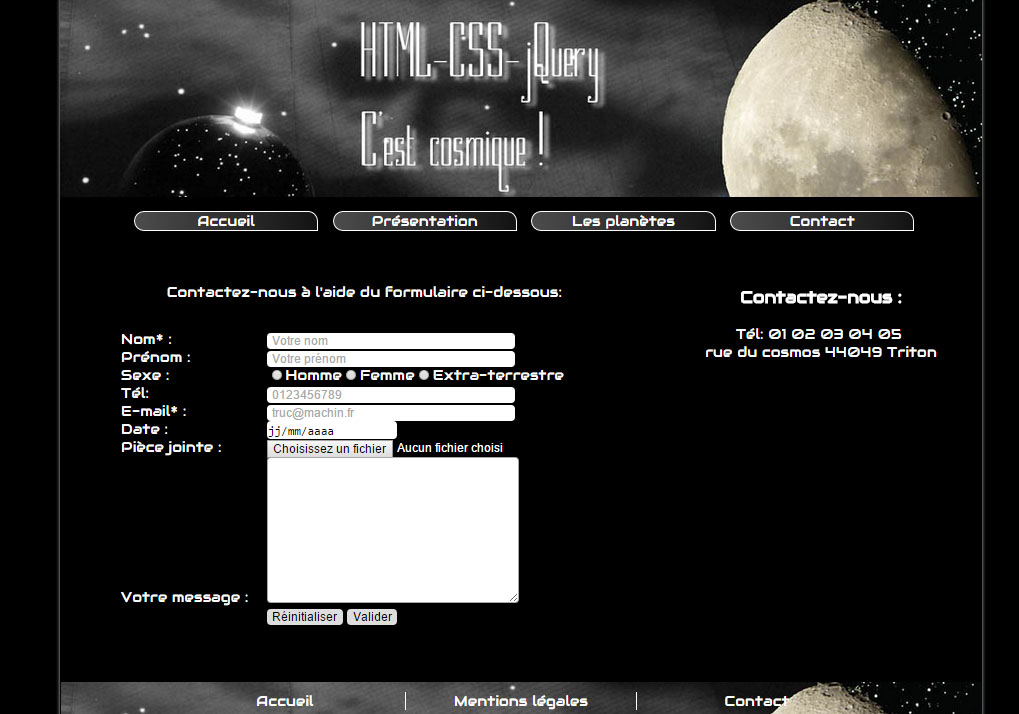 HTML-CSS-jQuery
C'est cosmique !
Accueil Présentation Les planètes Contact
Contactez-nous à l'aide du formulaire ci-dessous:
Nom* : Votre nom
Prénom : Votre prénom
Sexe : Homme Femme Extra-terrestre
Tél: 0123456789
E-mail* : truc@machin.fr
Date : jj/mm/aaaa
Pièce jointe : Choisissez un fichier Aucun fichier choisi
Votre message :
Réinitialiser Valider
Contactez-nous :
Tél: 01 02 03 04 05
rue du cosmos 44049 Triton
Accueil Mentions légales Contact